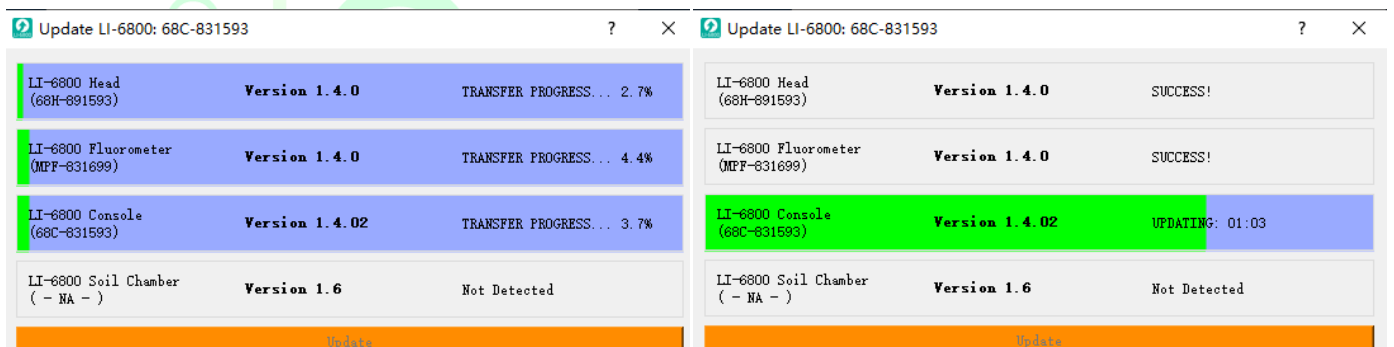 Update LI-6800: 68C-831593 ? ×
LI-6800 Head
(68H-891593)
Version 1.4.0
TRANSFER PROGRESS... 2.7%
LI-6800 Fluorometer
(MPF-831699)
Version 1.4.0
TRANSFER PROGRESS... 4.4%
LI-6800 Console
(68C-831593)
Version 1.4.02
TRANSFER PROGRESS... 3.7%
LI-6800 Soil Chamber
( - NA - )
Version 1.6
Not Detected
Update
Update LI-6800: 68C-831593 ? ×
LI-6800 Head
(68H-891593)
Version 1.4.0
SUCCESS!
LI-6800 Fluorometer
(MPF-831699)
Version 1.4.0
SUCCESS!
LI-6800 Console
(68C-831593)
Version 1.4.02
UPDATING: 01:03
LI-6800 Soil Chamber
( - NA - )
Version 1.6
Not Detected
Update